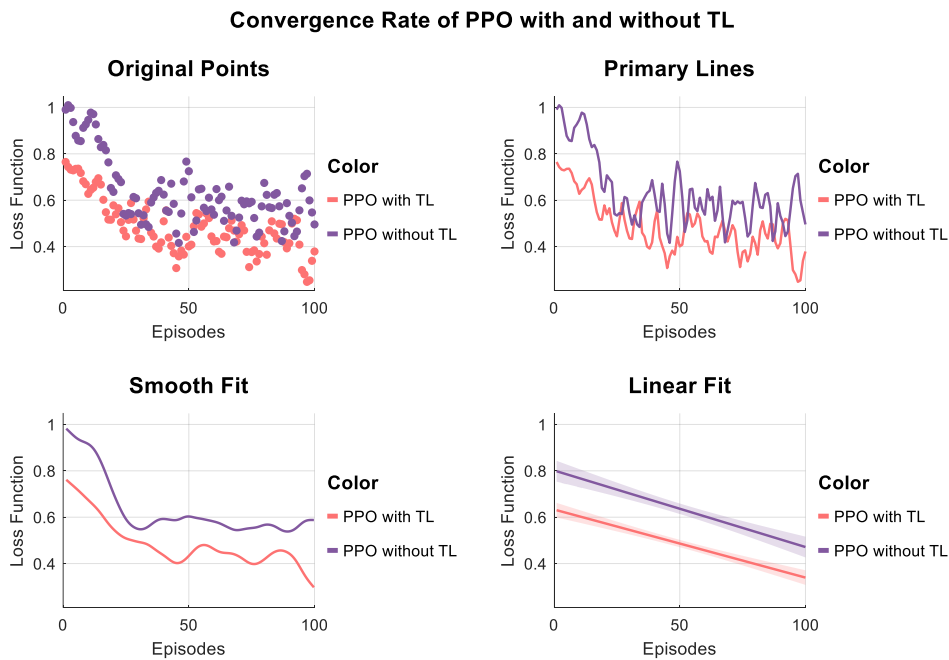 Convergence Rate of PPO with and without TL
Original Points
1
0.8
0.6
0.4
Loss Function
0
50
100
Episodes
Color
PPO with TL
PPO without TL
Primary Lines
1
0.8
0.6
0.4
Loss Function
0
50
100
Episodes
Color
PPO with TL
PPO without TL
Smooth Fit
1
0.8
0.6
0.4
Loss Function
0
50
100
Episodes
Color
PPO with TL
PPO without TL
Linear Fit
1
0.8
0.6
0.4
Loss Function
0
50
100
Episodes
Color
PPO with TL
PPO without TL